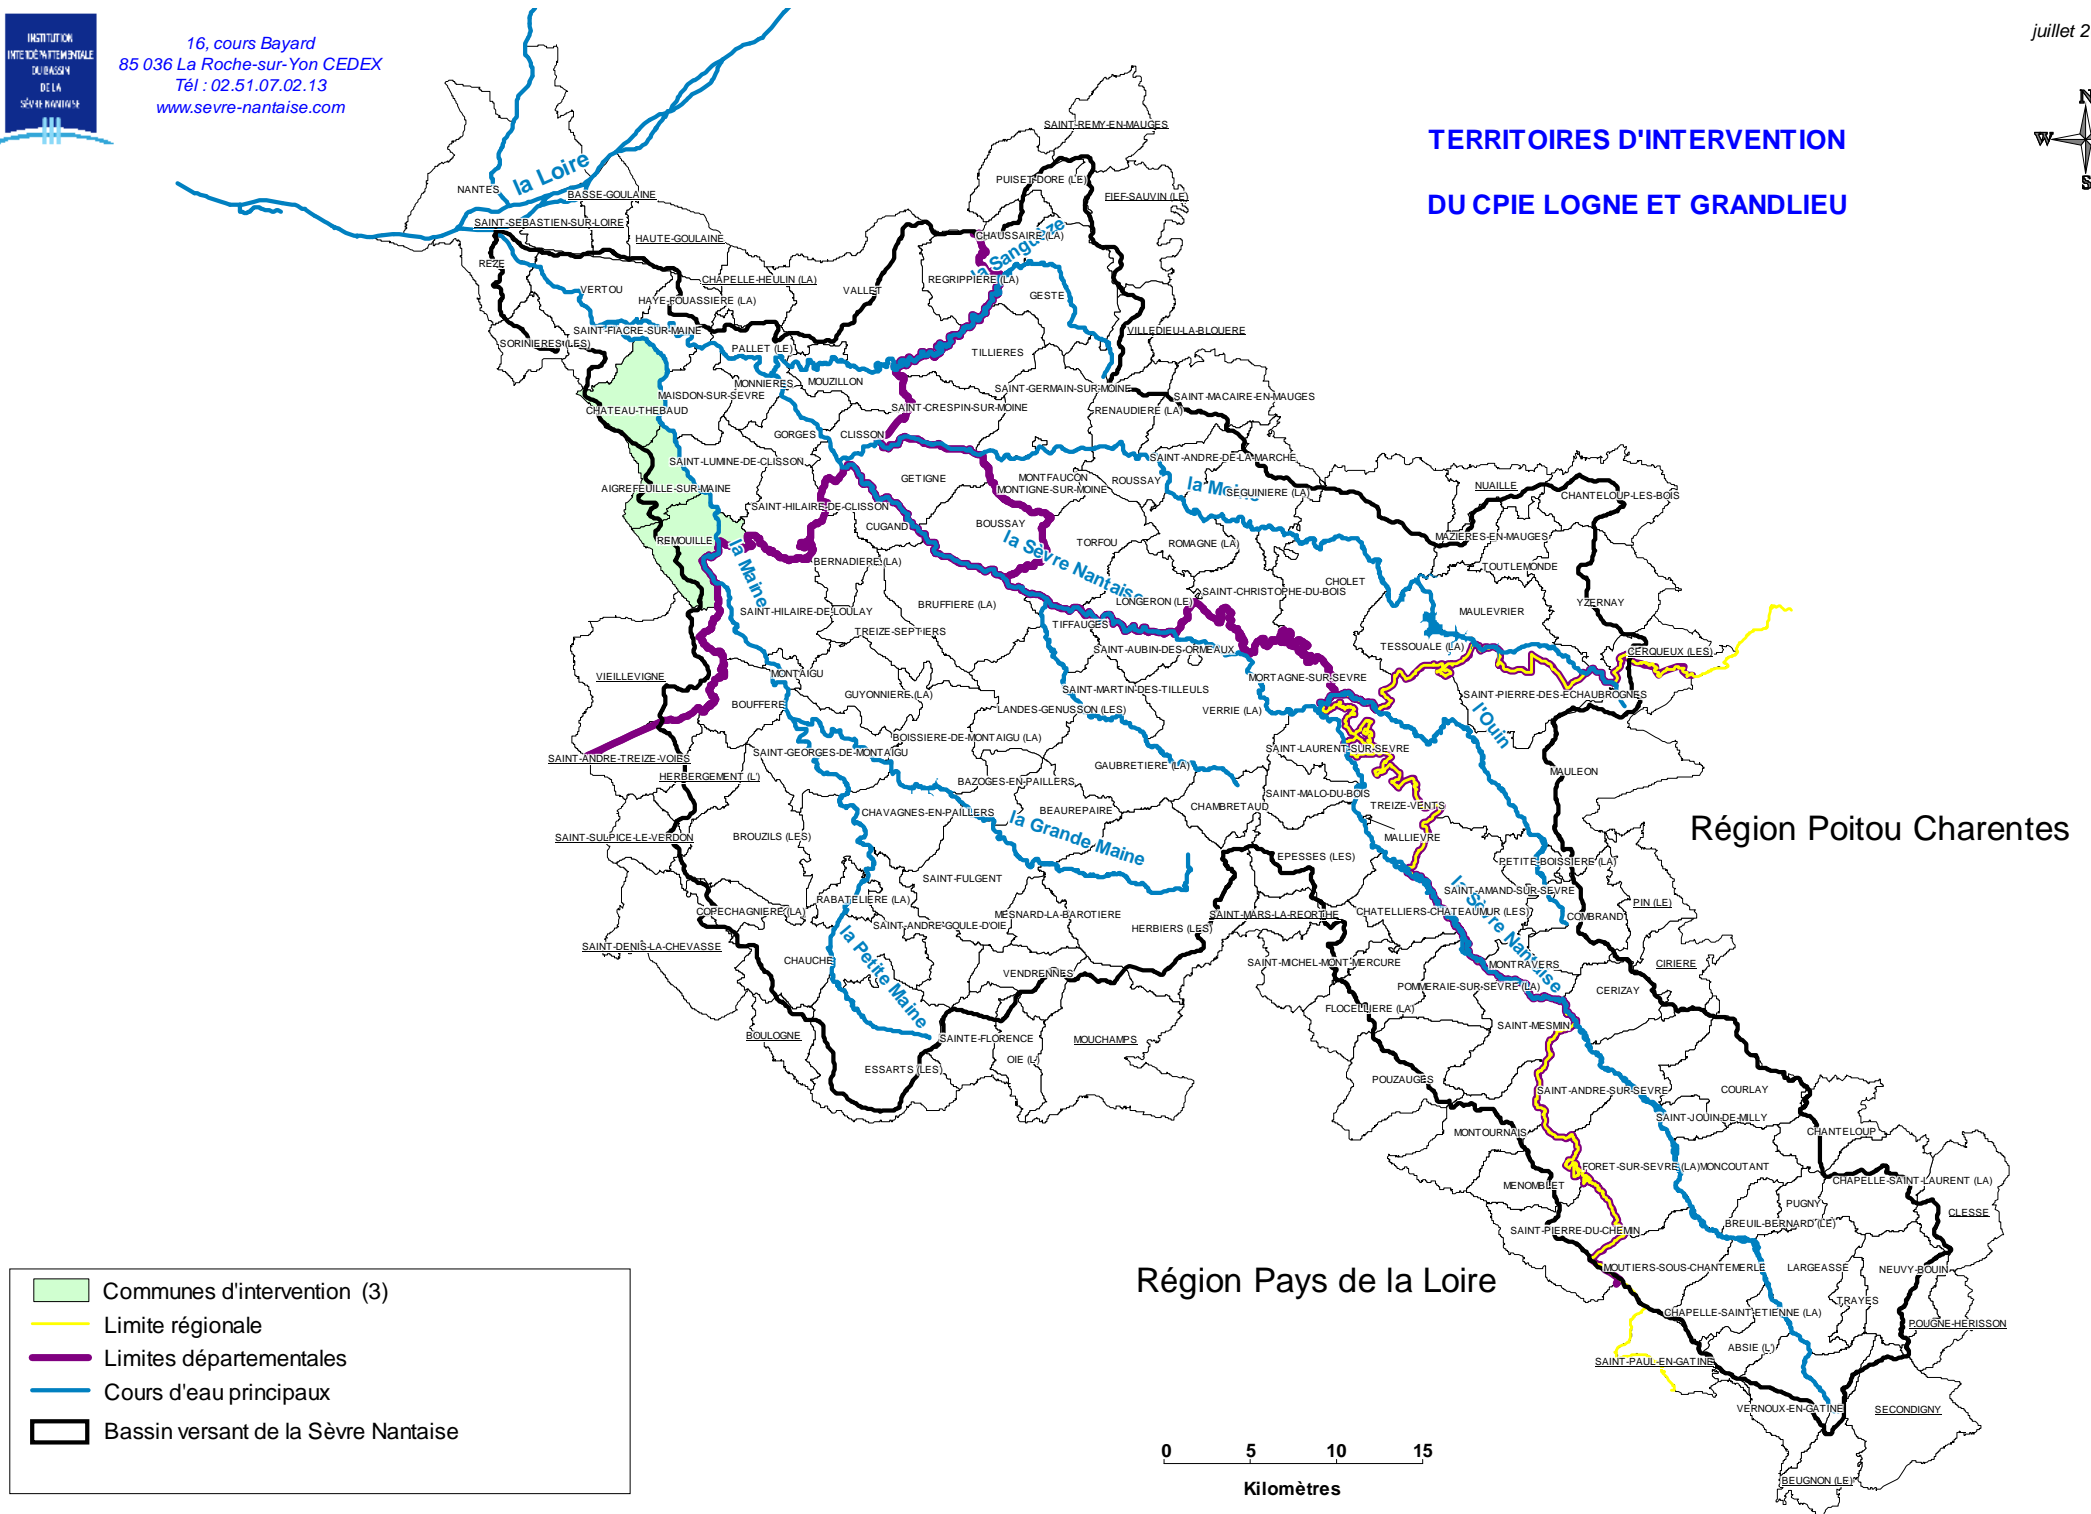 INSTITUTION
INTERDÉPARTEMENTALE
DU BASSIN
DE LA
SÈVRE NANTAISE
16, cours Bayard
85 036 La Roche-sur-Yon CEDEX
Tél : 02.51.07.02.13
www.sevre-nantaise.com
juillet 2
N
W
S
TERRITOIRES D'INTERVENTION
DU CPIE LOGNE ET GRANDLIEU
SAINT-REMY-EN-MAUGES
PUISET-DORE (LE)
FIEF-SAUVIN (LE)
NANTES
la Loire
BASSE-GOULAINE
SAINT-SEBASTIEN-SUR-LOIRE
HAUTE-GOULAINE
CHAUSSAIRE (LA)
la Sanguèze
REZE
CHAPELLE-HEULIN (LA)
REGRIPPIERE (LA)
VERTOU
HAYE-FOUASSIERE (LA)
VALLET
GESTE
SAINT-FIACRE-SUR-MAINE
VILLEDIEU-LA-BLOUERE
SORINIERES (LES)
PALLET (LE)
TILLIERES
MONNIERES
MOUZILLON
SAINT-GERMAIN-SUR-MOINE
MAISDON-SUR-SEVRE
SAINT-MACAIRE-EN-MAUGES
CHATEAU-THEBAUD
SAINT-CRESPIN-SUR-MOINE
RENAUDIERE (LA)
GORGES
CLISSON
SAINT-LUMINE-DE-CLISSON
SAINT-ANDRE-DE-LA-MARCHE
GETIGNE
MONTFAUCON
ROUSSAY
la Moine
SEGUINIERE (LA)
NUAILLE
CHANTELOUP-LES-BOIS
AIGREFEUILLE-SUR-MAINE
MONTIGNE-SUR-MOINE
SAINT-HILAIRE-DE-CLISSON
CUGAND
BOUSSAY
REMOUILLE
la Maine
la Sèvre Nantaise
TORFOU
ROMAGNE (LA)
MAZIERES-EN-MAUGES
BERNADIERE (LA)
TOUTLEMONDE
CHOLET
SAINT-CHRISTOPHE-DU-BOIS
LONGERON (LE)
YZERNAY
SAINT-HILAIRE-DE-LOULAY
BRUFFIERE (LA)
MAULEVRIER
TREIZE-SEPTIERS
TIFFAUGES
SAINT-AUBIN-DES-ORMEAUX
TESSOUALE (LA)
CERQUEUX (LES)
VIEILLEVIGNE
MONTAIGU
MORTAGNE-SUR-SEVRE
GUYONNIERE (LA)
SAINT-MARTIN-DES-TILLEULS
SAINT-PIERRE-DES-ECHAUBROGNES
BOUFFERE
LANDES-GENUSSON (LES)
VERRIE (LA)
l'Ouin
BOISSIERE-DE-MONTAIGU (LA)
SAINT-GEORGES-DE-MONTAIGU
SAINT-LAURENT-SUR-SEVRE
SAINT-ANDRE-TREIZE-VOIES
HERBERGEMENT (L')
GAUBRETIERE (LA)
MAULEON
BAZOGES-EN-PAILLERS
SAINT-MALO-DU-BOIS
CHAVAGNES-EN-PAILLERS
BEAUREPAIRE
CHAMBRETAUD
TREIZE-VENTS
la Grande Maine
Région Poitou Charentes
SAINT-SULPICE-LE-VERDON
BROUZILS (LES)
MALLIEVRE
EPESSES (LES)
PETITE-BOISSIERE (LA)
SAINT-FULGENT
SAINT-AMAND-SUR-SEVRE
la Sèvre Nantaise
RABATELIERE (LA)
PIN (LE)
COPECHAGNIERE (LA)
MESNARD-LA-BAROTIERE
SAINT-MARS-LA-REORTHE
CHATELLIERS-CHATEAUMUR (LES)
COMBRAND
SAINT-ANDRE-GOULE-D'OIE
HERBIERS (LES)
SAINT-DENIS-LA-CHEVASSE
la Petite Maine
CHAUCHE
SAINT-MICHEL-MONT-MERCURE
MONTRAVERS
CIRIERE
VENDRENNES
POMMERAIE-SUR-SEVRE (LA)
CERIZAY
FLOCELLIERE (LA)
SAINT-MESMIN
BOULOGNE
SAINTE-FLORENCE
MOUCHAMPS
OIE (L')
ESSARTS (LES)
POUZAUGES
SAINT-ANDRE-SUR-SEVRE
COURLAY
SAINT-JOUIN-DE-MILLY
MONTOURNAIS
CHANTELOUP
FORET-SUR-SEVRE (LA)
MONCOUTANT
MENOMBLET
CHAPELLE-SAINT-LAURENT (LA)
PUGNY
CLESSE
SAINT-PIERRE-DU-CHEMIN
BREUIL-BERNARD (LE)
Région Pays de la Loire
MOUTIERS-SOUS-CHANTEMERLE
LARGEASSE
NEUVY-BOUIN
TRAYES
CHAPELLE-SAINT-ETIENNE (LA)
POUGNE-HERISSON
ABSIE (L')
SAINT-PAUL-EN-GATINE
VERNOUX-EN-GATINE
SECONDIGNY
BEUGNON (LE)
Communes d'intervention (3)
Limite régionale
Limites départementales
Cours d'eau principaux
Bassin versant de la Sèvre Nantaise
0 5 10 15
Kilomètres